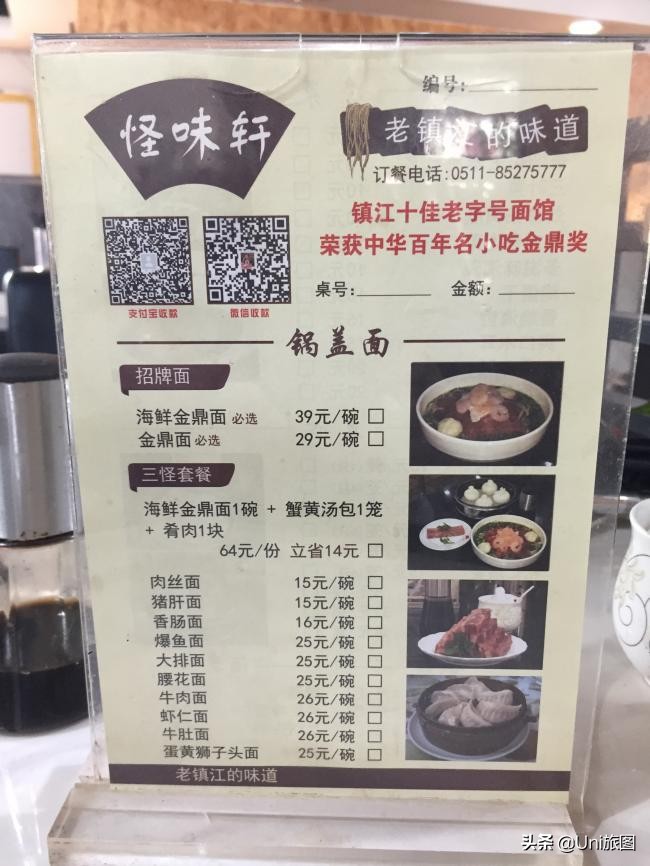 怪味轩
编号:
老镇江的味道
订餐电话:0511-85275777
镇江十佳老字号面馆
荣获中华百年名小吃金鼎奖
支付宝收款
微信收款
桌号:
金额:
锅盖面
招牌面
海鲜金鼎面 必选 39元/碗 □
金鼎面 必选 29元/碗 □
三怪套餐
海鲜金鼎面1碗 + 蟹黄汤包1笼
+ 肴肉1块
64元/份 立省14元 □
肉丝面 15元/碗 □
猪肝面 15元/碗 □
香肠面 16元/碗 □
爆鱼面 25元/碗 □
大排面 25元/碗 □
腰花面 25元/碗 □
牛肉面 26元/碗 □
虾仁面 26元/碗 □
牛肚面 26元/碗 □
蛋黄狮子头面 25元/碗 □
老镇江的味道
头条 @Uni旅图